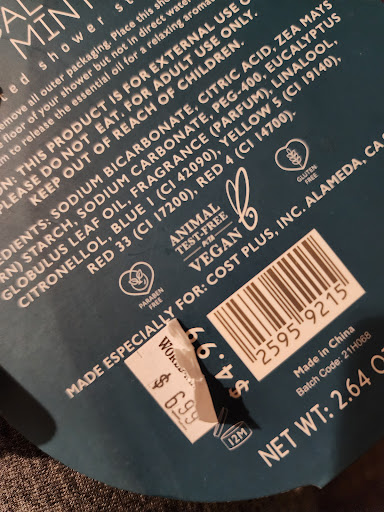 MINT
ed shower st
emove all outer packaging. Place this sh
e floor of your shower but not in direct water
m to release the essential oil for a relaxing aroma
ON: THIS PRODUCT IS FOR EXTERNAL USE O
PLEASE DO NOT EAT. FOR ADULT USE ONLY.
KEEP OUT OF REACH OF CHILDREN.
EDIENTS: SODIUM BICARBONATE, CITRIC ACID, ZEA MAYS
RN) STARCH, SODIUM CARBONATE, PEG-400, EUCALYPTUS
GLOBULUS LEAF OIL, FRAGRANCE (PARFUM), LINALOOL,
CITRONELLOL, BLUE 1 (CI 42090), YELLOW 5 (CI 19140),
RED 33 (CI 17200), RED 4 (CI 14700).
PARABEN
FREE
ANIMAL
TEST-FREE
VEGAN
GLUTEN
FREE
MADE ESPECIALLY FOR: COST PLUS, INC. ALAMEDA, CA
$4.99
2595 9215
$6.99
12M
Made in China
Batch Code: 21H068
NET WT: 2.64 O